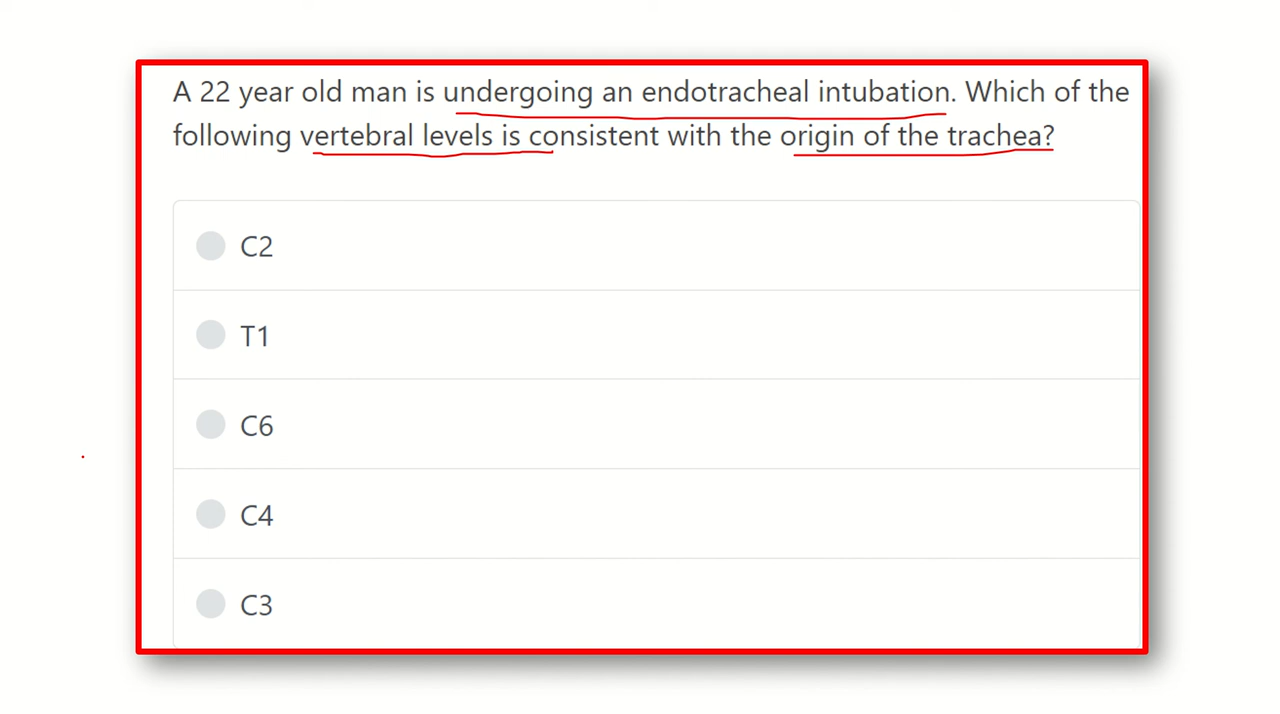 A 22 year old man is undergoing an endotracheal intubation. Which of the
following vertebral levels is consistent with the origin of the trachea?
C2
T1
C6
C4
C3